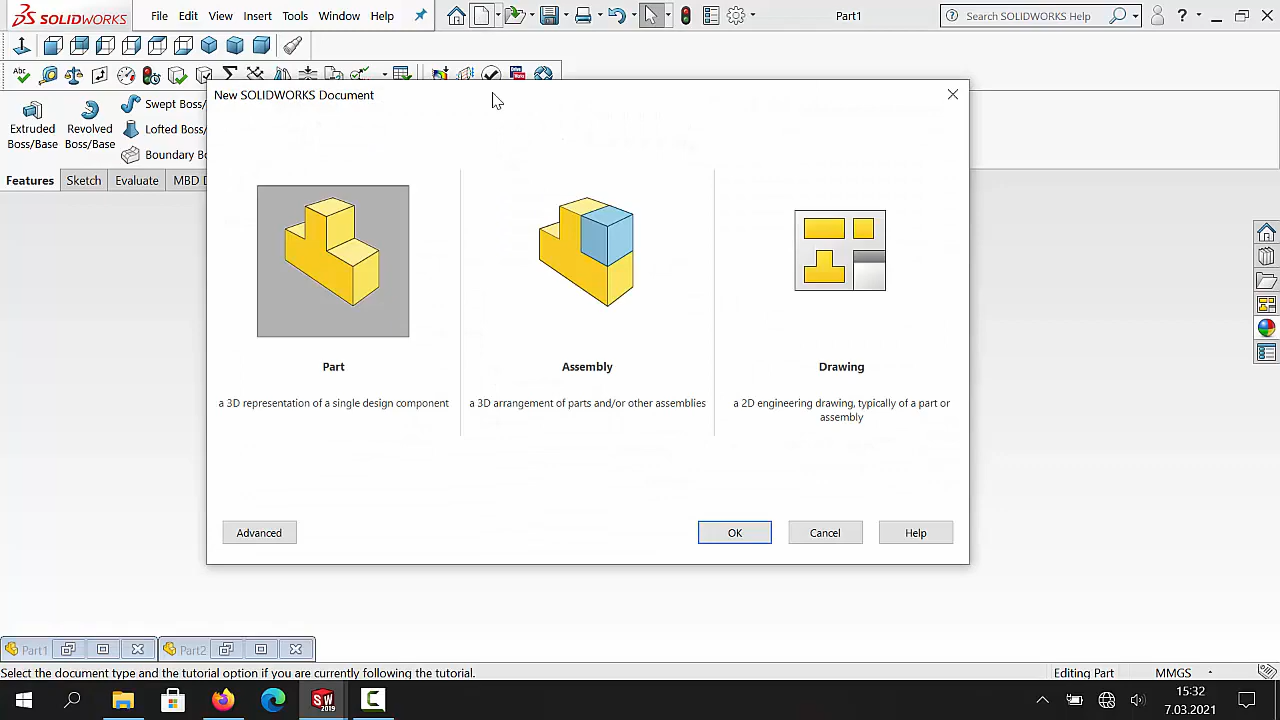 SOLIDWORKS File Edit View Insert Tools Window Help Part1 Search SOLIDWORKS Help ?
Abc
New SOLIDWORKS Document
Extruded Boss/Base
Revolved Boss/Base
Swept Boss/
Lofted Boss/
Boundary Bo
Features Sketch Evaluate MBD D
Part Assembly Drawing
a 3D representation of a single design component
a 3D arrangement of parts and/or other assemblies
a 2D engineering drawing, typically of a part or
assembly
Advanced OK Cancel Help
Part1 Part2
Select the document type and the tutorial option if you are currently following the tutorial. Editing Part MMGS
SW
2019
15:32
7.03.2021